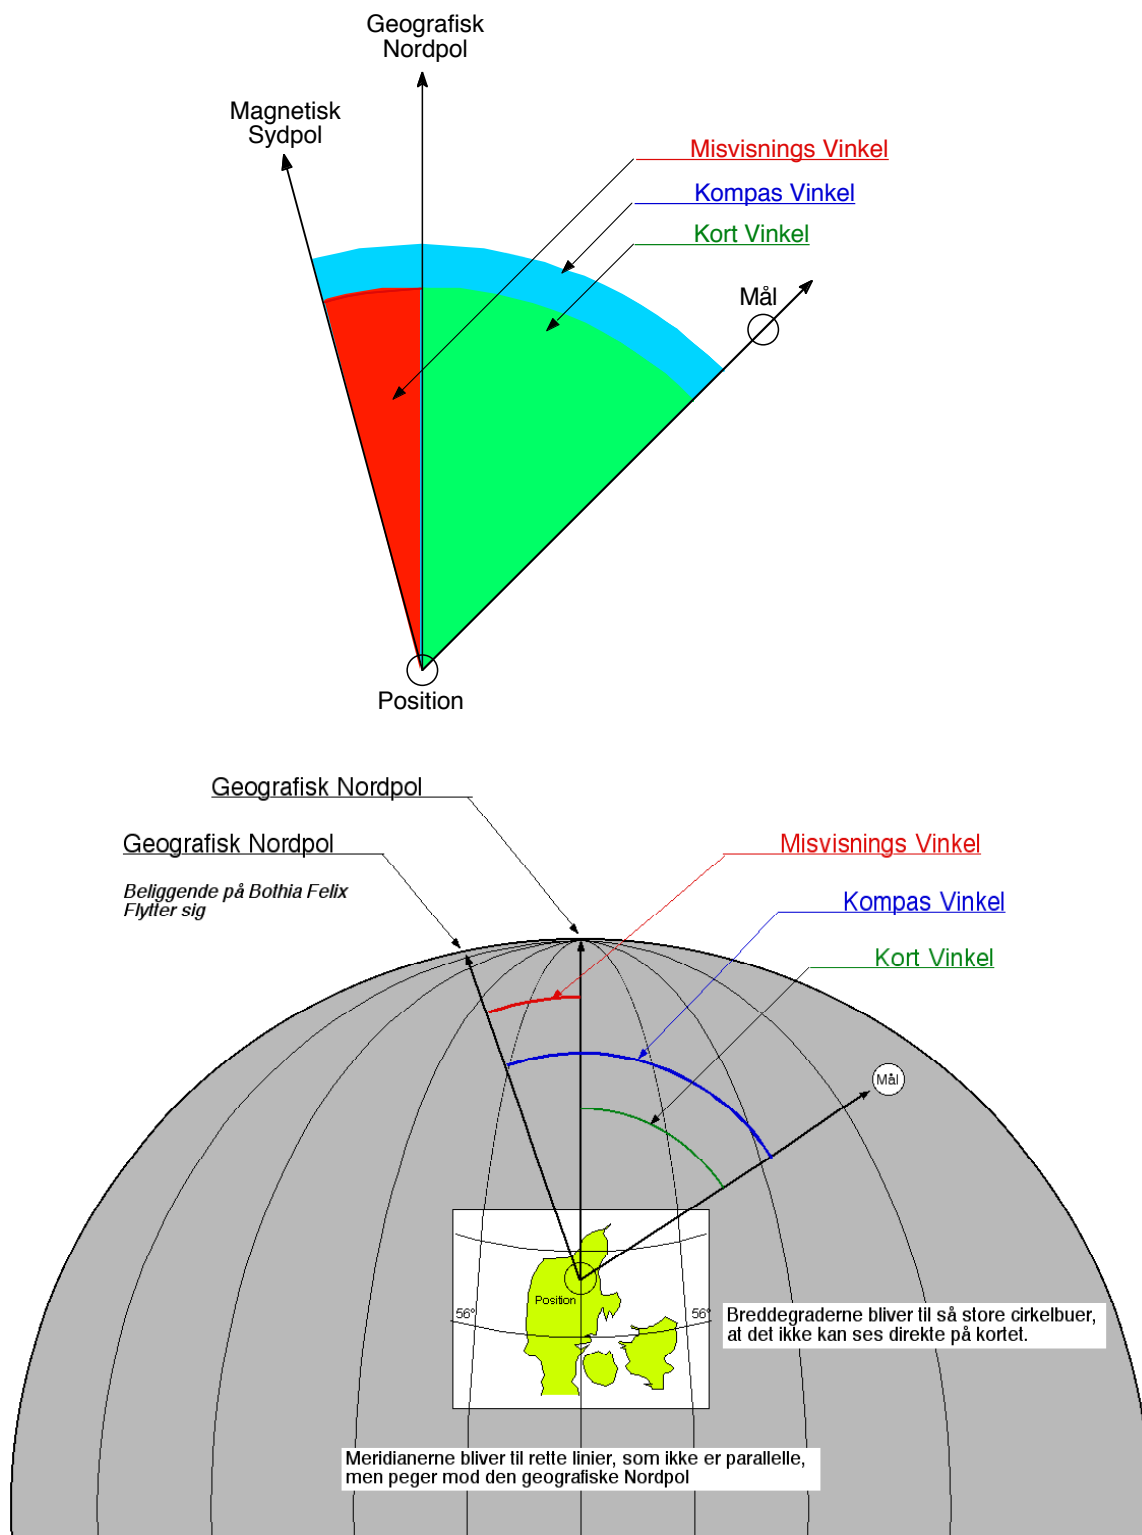 Geografisk
Nordpol
Magnetisk
Sydpol
Misvisnings Vinkel
Kompas Vinkel
Kort Vinkel
Mål
Position
Geografisk Nordpol
Geografisk Nordpol
Beliggende på Bothia Felix
Flytter sig
Misvisnings Vinkel
Kompas Vinkel
Kort Vinkel
Mål
Position
56°
56°
Breddegraderne bliver til så store cirkelbuer,
at det ikke kan ses direkte på kortet.
Meridianerne bliver til rette linier, som ikke er parallelle,
men peger mod den geografiske Nordpol